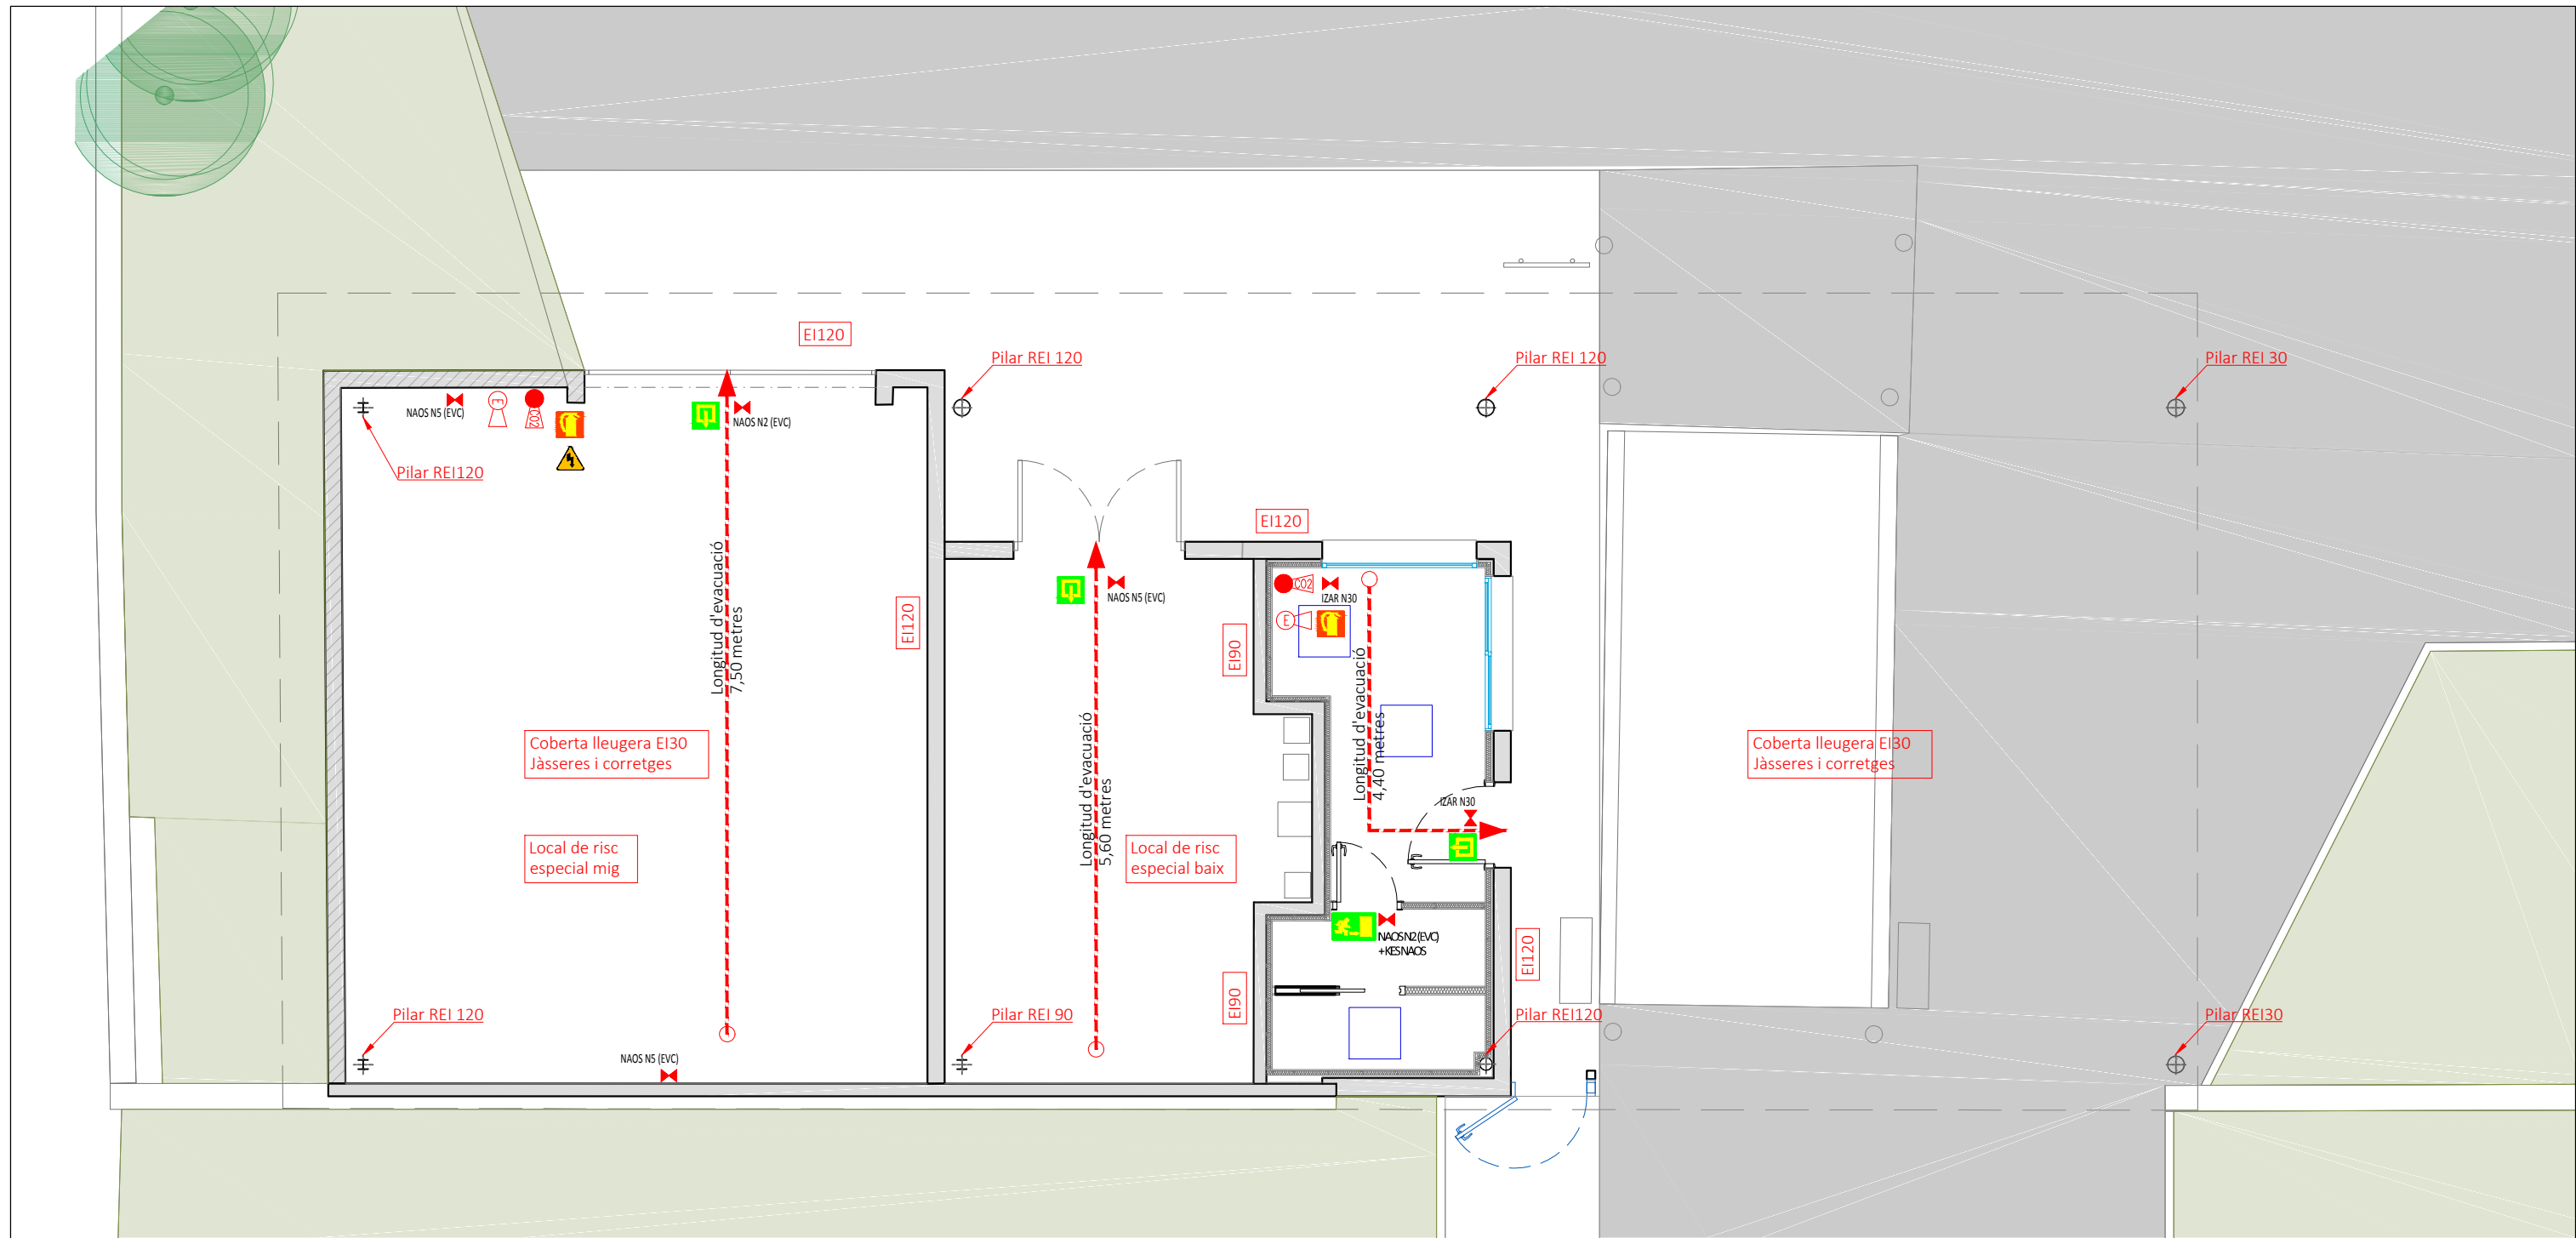 EI120
Pilar REI 120
Pilar REI 120
Pilar REI 30
NAOS N5 (EVC)
E
CO2
NAOS N2 (EVC)
Pilar REI120
EI120
Longitud d'evacuació
7,50 metres
EI120
NAOS N5 (EVC)
EI90
CO2
IZAR N30
E
Longitud d'evacuació
4,40 metres
Longitud d'evacuació
5,60 metres
Coberta lleugera EI30
Jàsseres i corretges
Coberta lleugera EI30
Jàsseres i corretges
IZAR N30
Local de risc
especial mig
Local de risc
especial baix
NAOS N2 (EVC)
+ KES NAOS
EI120
EI90
Pilar REI 120
Pilar REI 90
Pilar REI120
Pilar REI30
NAOS N5 (EVC)